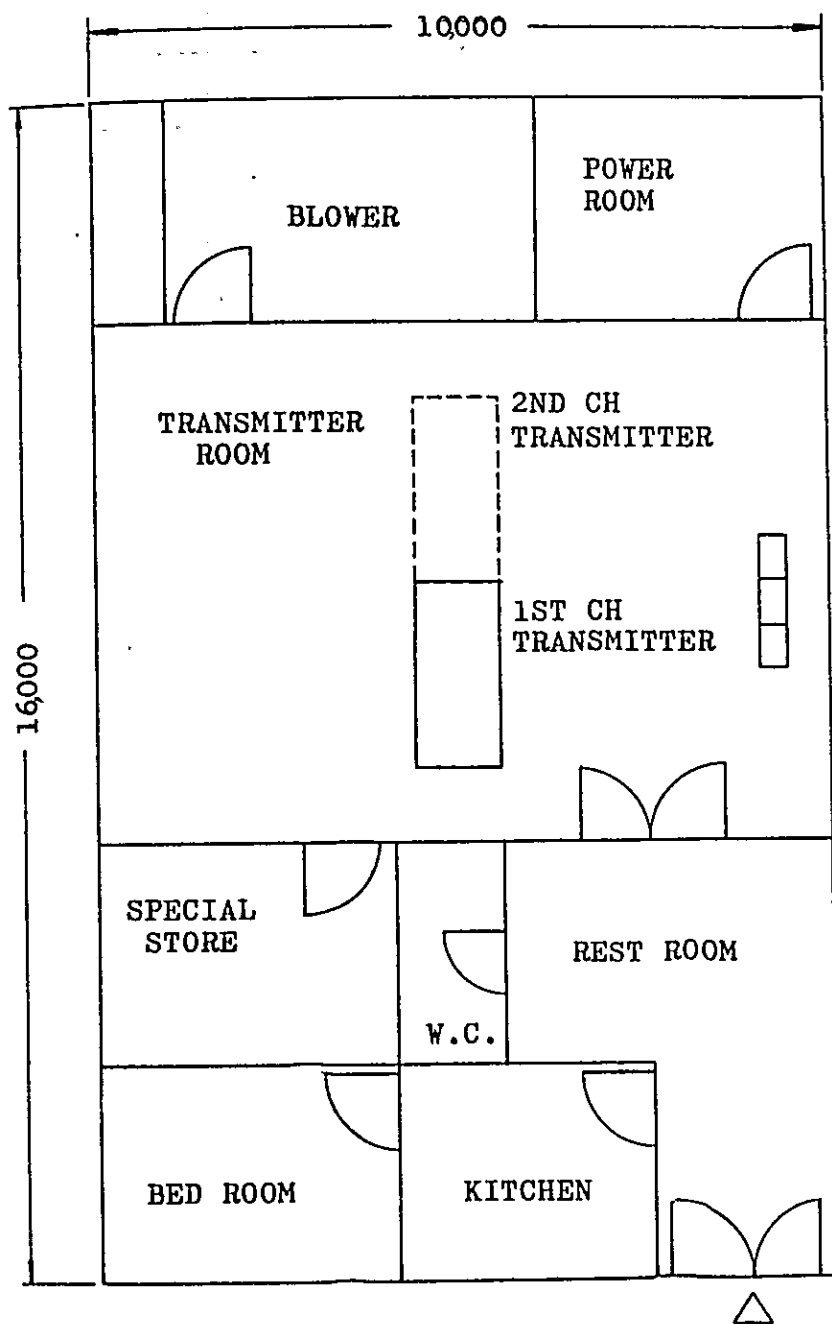 10,000
BLOWER
POWER
ROOM
TRANSMITTER
ROOM
2ND CH
TRANSMITTER
16,000
1ST CH
TRANSMITTER
SPECIAL
STORE
REST ROOM
W.C.
BED ROOM
KITCHEN